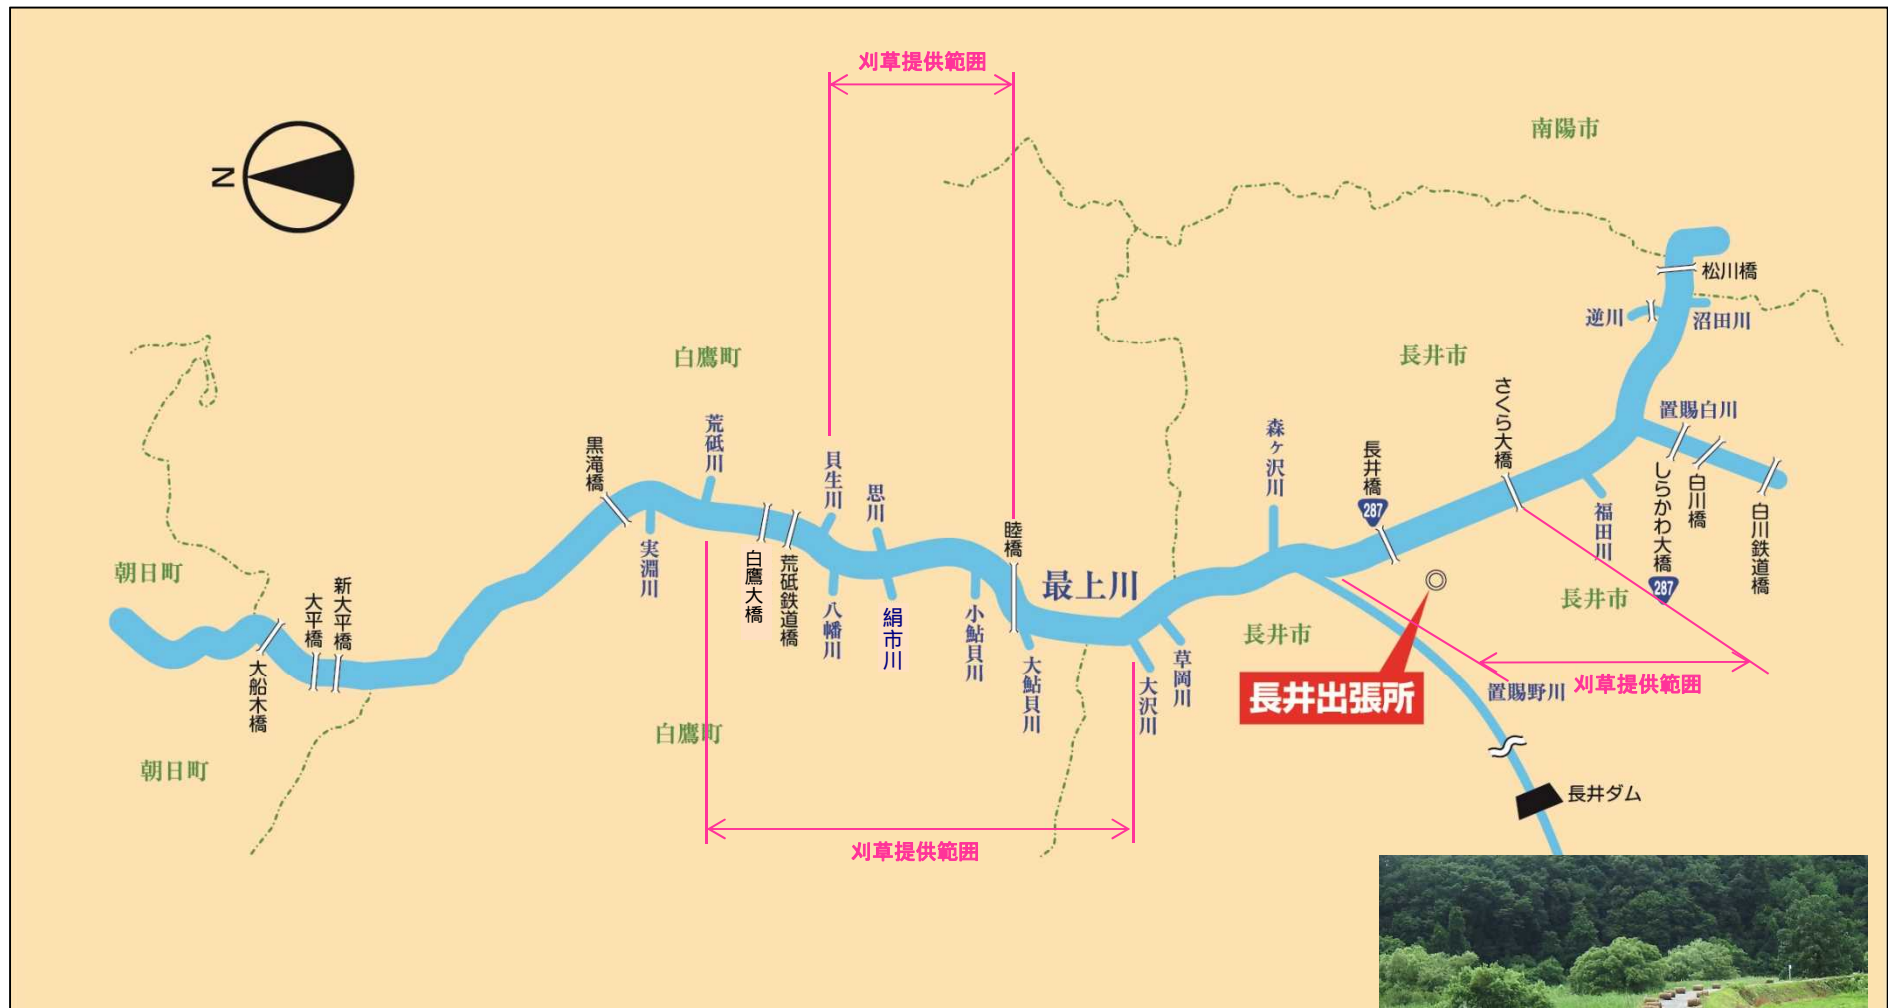 刈草提供範囲
南陽市
N
松川橋
逆川
沼田川
白鷹町
長井市
さくら大橋
置賜白川
荒砥川
森ヶ沢川
黒滝橋
長井橋
287
貝生川
思川
しらかわ大橋
287
白川橋
白川鉄道橋
福田川
睦橋
最上川
実淵川
白鷹大橋
荒砥鉄道橋
朝日町
新大平橋
大平橋
八幡川
絹市川
小鮎貝川
長井市
長井市
大鮎貝川
大沢川
草岡川
大船木橋
長井出張所
置賜野川
刈草提供範囲
白鷹町
朝日町
長井ダム
刈草提供範囲